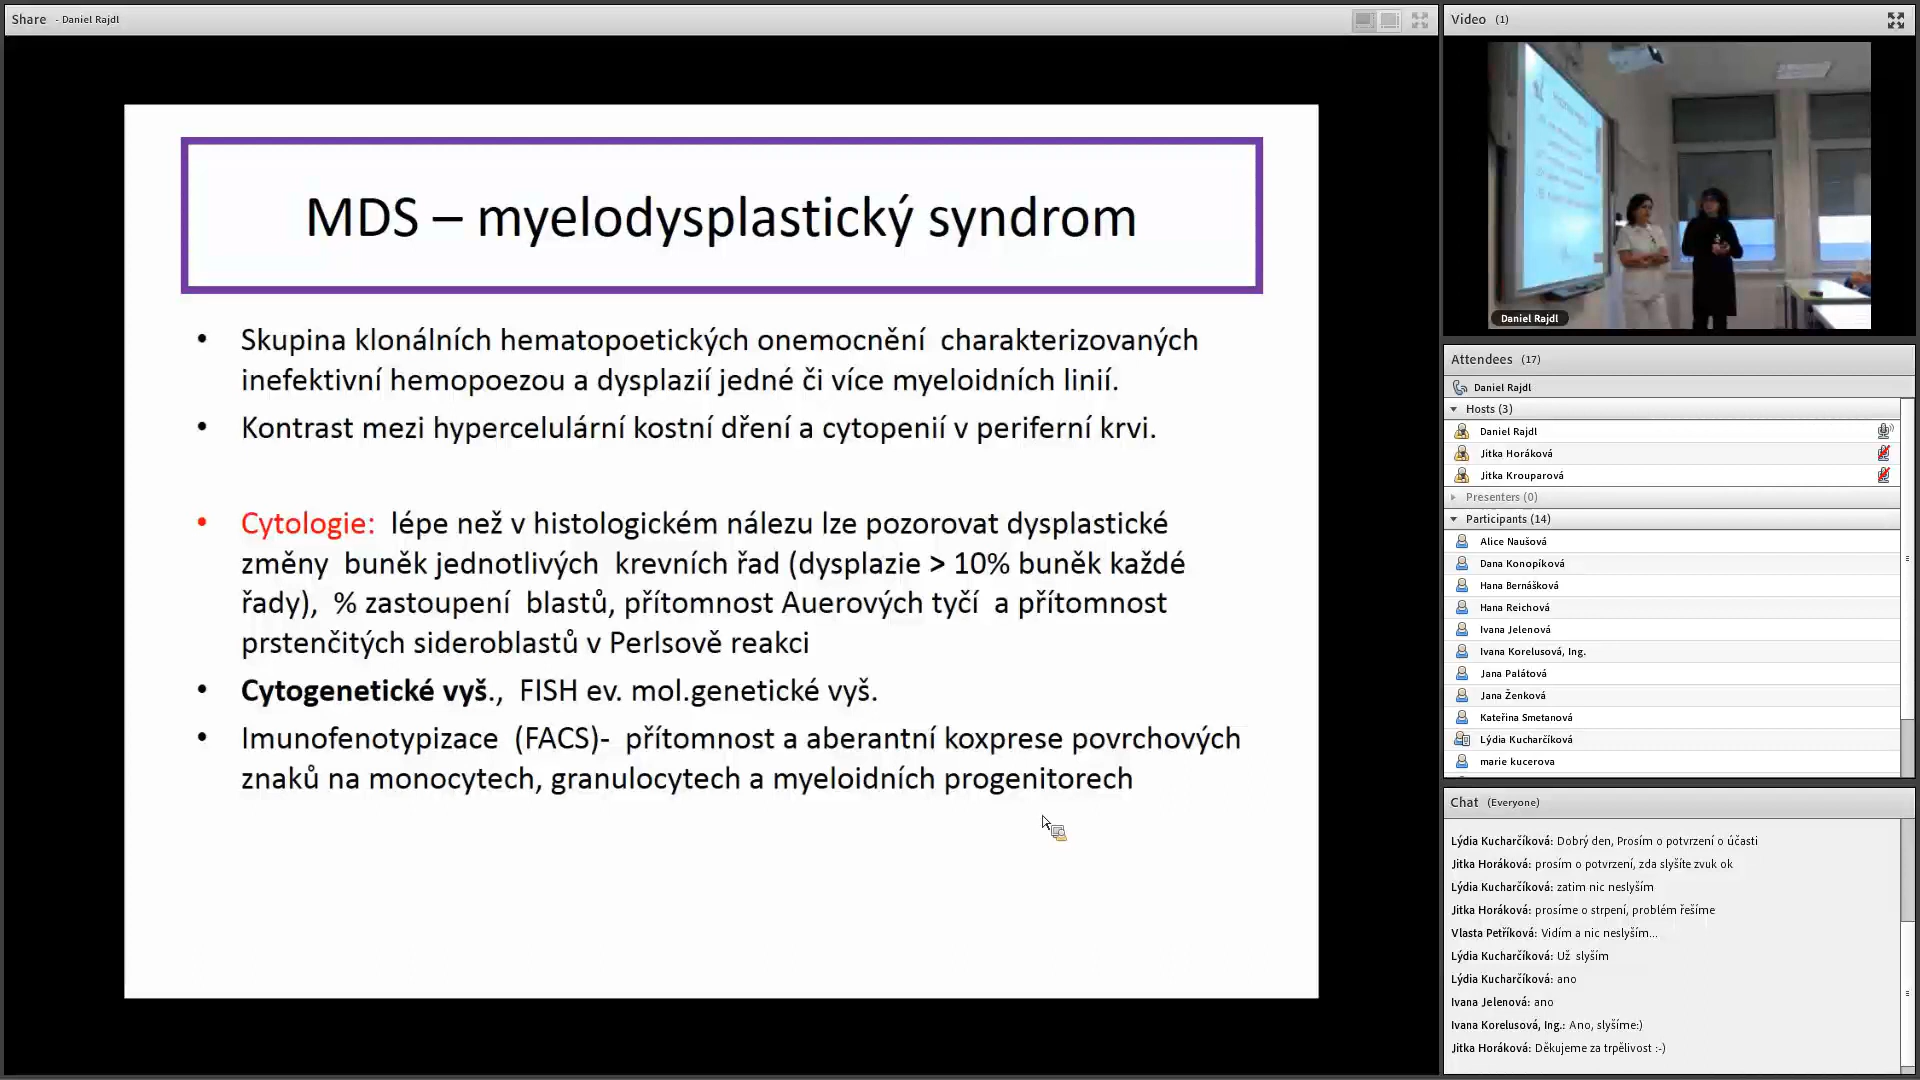 Share - Daniel Rajdl
MDS – myelodysplastický syndrom
• Skupina klonálních hematopoetických onemocnění charakterizovaných
inefektivní hemopoezou a dysplazií jedné či více myeloidních linií.
• Kontrast mezi hypercelulární kostní dření a cytopenií v periferní krvi.
• Cytologie: lépe než v histologickém nálezu lze pozorovat dysplastické
změny buněk jednotlivých krevních řad (dysplazie > 10% buněk každé
řady), % zastoupení blastů, přítomnost Auerových tyčí a přítomnost
prstenčitých sideroblastů v Perlsově reakci
• Cytogenetické vyš., FISH ev. mol.genetické vyš.
• Imunofenotypizace (FACS)- přítomnost a aberantní koxprese povrchových
znaků na monocytech, granulocytech a myeloidních progenitorech
Video (1)
Daniel Rajdl
Attendees (17)
Daniel Rajdl
Hosts (3)
Daniel Rajdl
Jitka Horáková
Jitka Krouparová
Presenters (0)
Participants (14)
Alice Naušová
Dana Konopíková
Hana Bernášková
Hana Reichová
Ivana Jelenová
Ivana Korelusová, Ing.
Jana Palátová
Jana Ženková
Kateřina Smetanová
Lýdia Kucharčíková
marie kucerova
Chat (Everyone)
Lýdia Kucharčíková: Dobrý den, Prosím o potvrzení o účasti
Jitka Horáková: prosím o potvrzení, zda slyšíte zvuk ok
Lýdia Kucharčíková: zatim nic neslyším
Jitka Horáková: prosíme o strpení, problém řešíme
Vlasta Petříková: Vidím a nic neslyším...
Lýdia Kucharčíková: Už slyším
Lýdia Kucharčíková: ano
Ivana Jelenová: ano
Ivana Korelusová, Ing.: Ano, slyšíme:)
Jitka Horáková: Děkujeme za trpělivost :-)